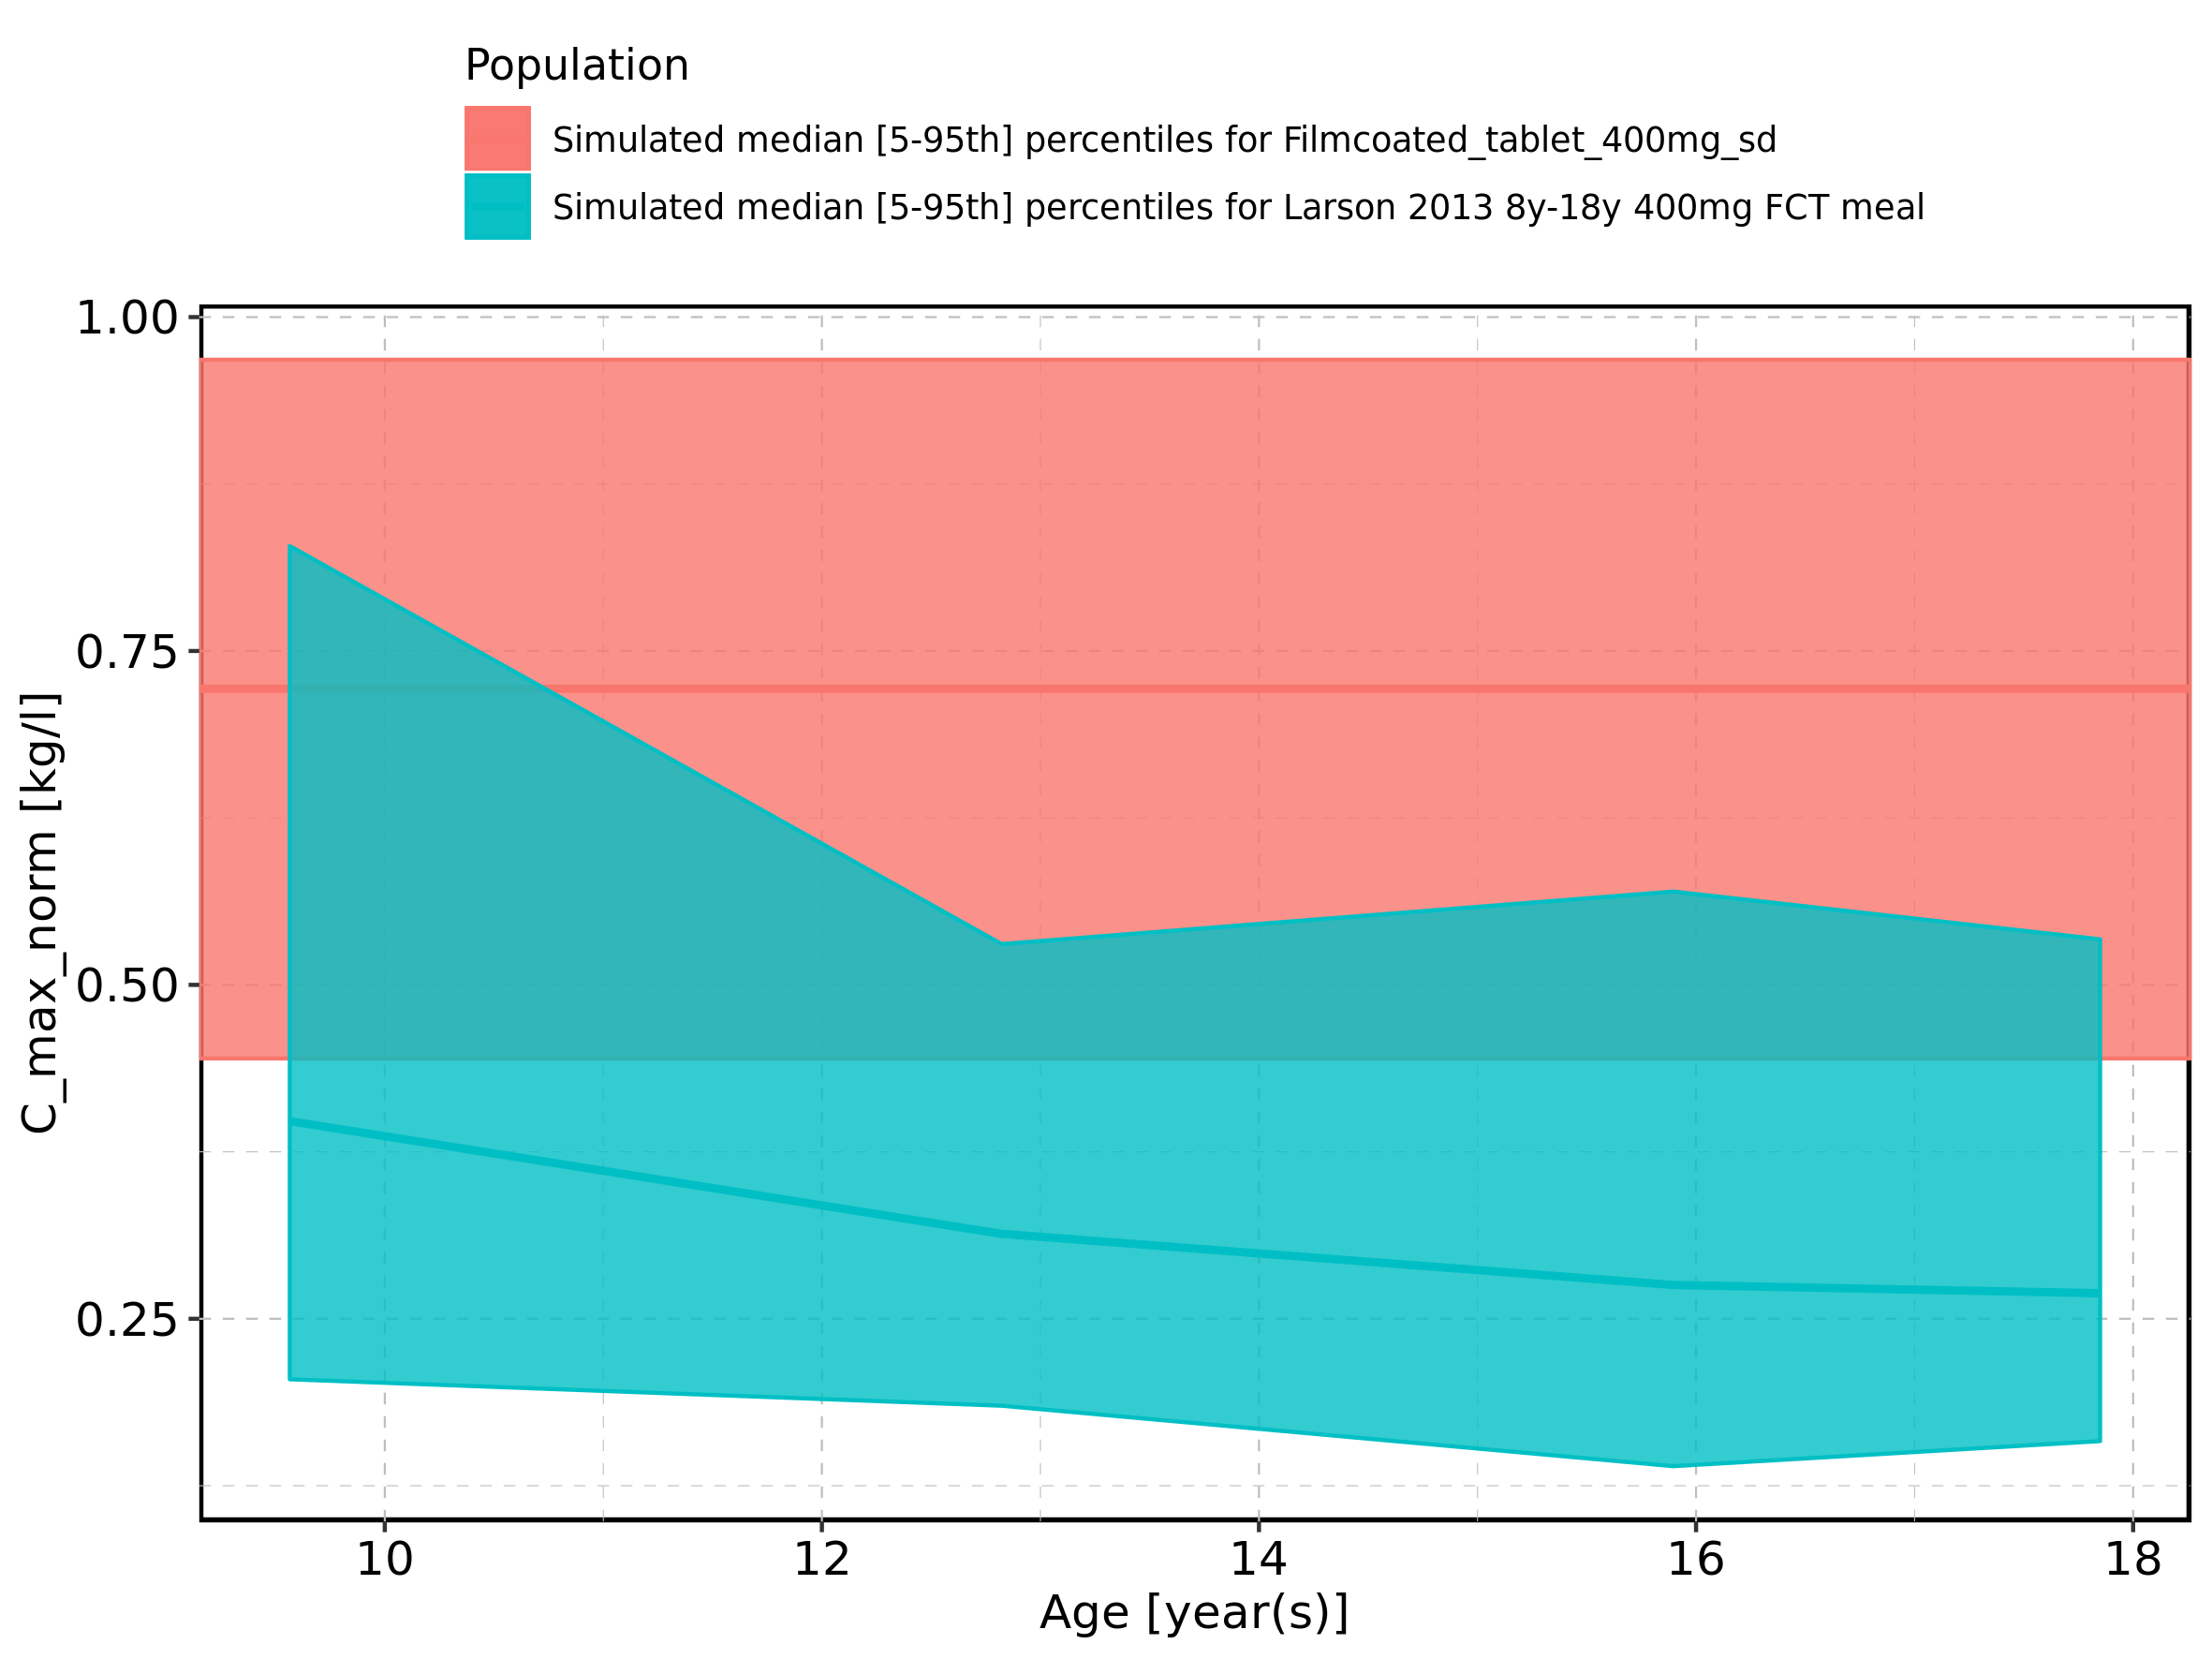 Population
Simulated median [5-95th] percentiles for Filmcoated_tablet_400mg_sd
Simulated median [5-95th] percentiles for Larson 2013 8y-18y 400mg FCT meal
1.00
0.75
0.50
0.25
C_max_norm [kg/l]
10 12 14 16 18
Age [year(s)]